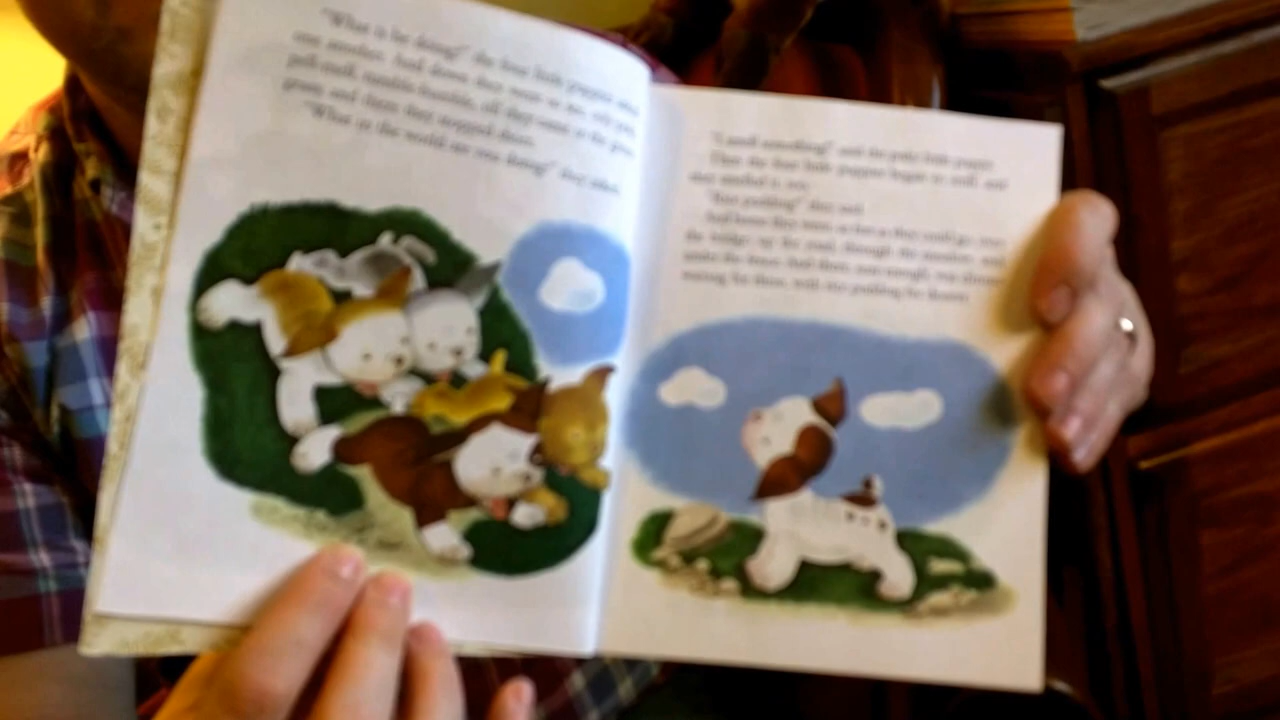 "What is he doing?" the four little puppies asked
one another. And down they went to see, roly-poly,
pell-mell, tumble-bumble, till they came to the green
grass; and there they stopped short.
"What in the world are you doing?" they asked.
"I smell something!" said the poky little puppy.
Then the four little puppies began to sniff, and
they smelled it, too.
"Rice pudding!" they said.
And home they went, as fast as they could go, over
the bridge, up the road, through the meadow, and
under the fence. And there, sure enough, was dinner
waiting for them, with rice pudding for dessert.